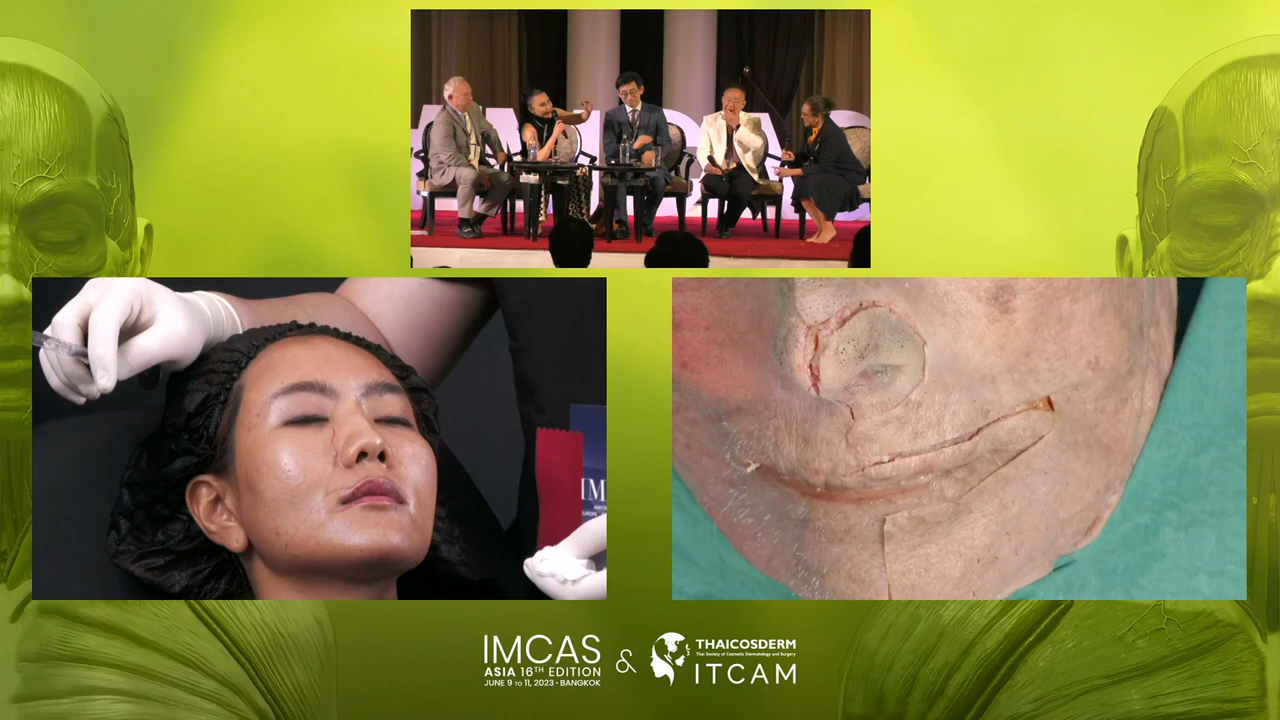 IM
IMCAS
ASIA 16TH EDITION
JUNE 9 TO 11, 2023 • BANGKOK
&
THAICOSDERM
Thai Society of Cosmetic Dermatology and Surgery
ITCAM